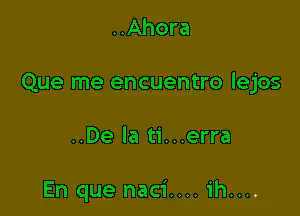 ..Ahora
Que me encuentro lejos
..De la ti...erra
En que naci.... ih....